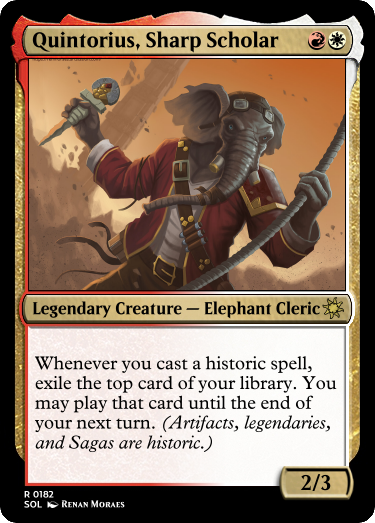 Quintorius, Sharp Scholar
Legendary Creature — Elephant Cleric
Whenever you cast a historic spell,
exile the top card of your library. You
may play that card until the end of
your next turn. (Artifacts, legendaries,
and Sagas are historic.)
2/3
R 0182
SOL Renan Moraes